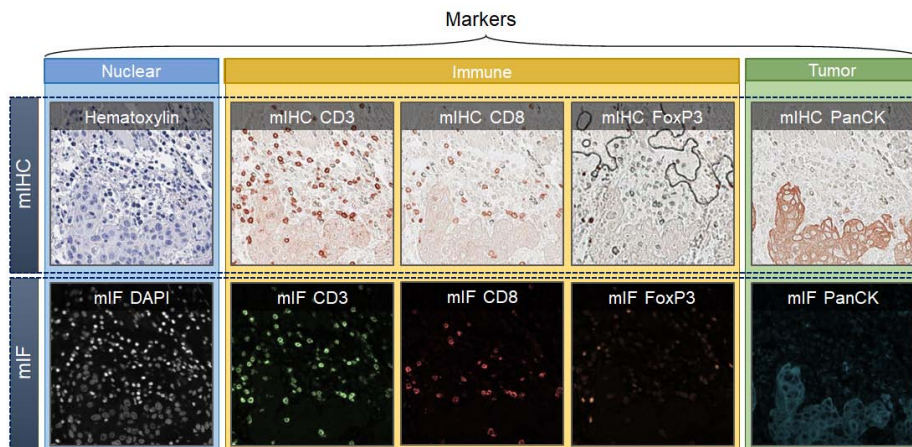 Markers
Nuclear
Immune
Tumor
mIHC
Hematoxylin
mIHC CD3
mIHC CD8
mIHC FoxP3
mIHC PanCK
mIF
mIF DAPI
mIF CD3
mIF CD8
mIF FoxP3
mIF PanCK